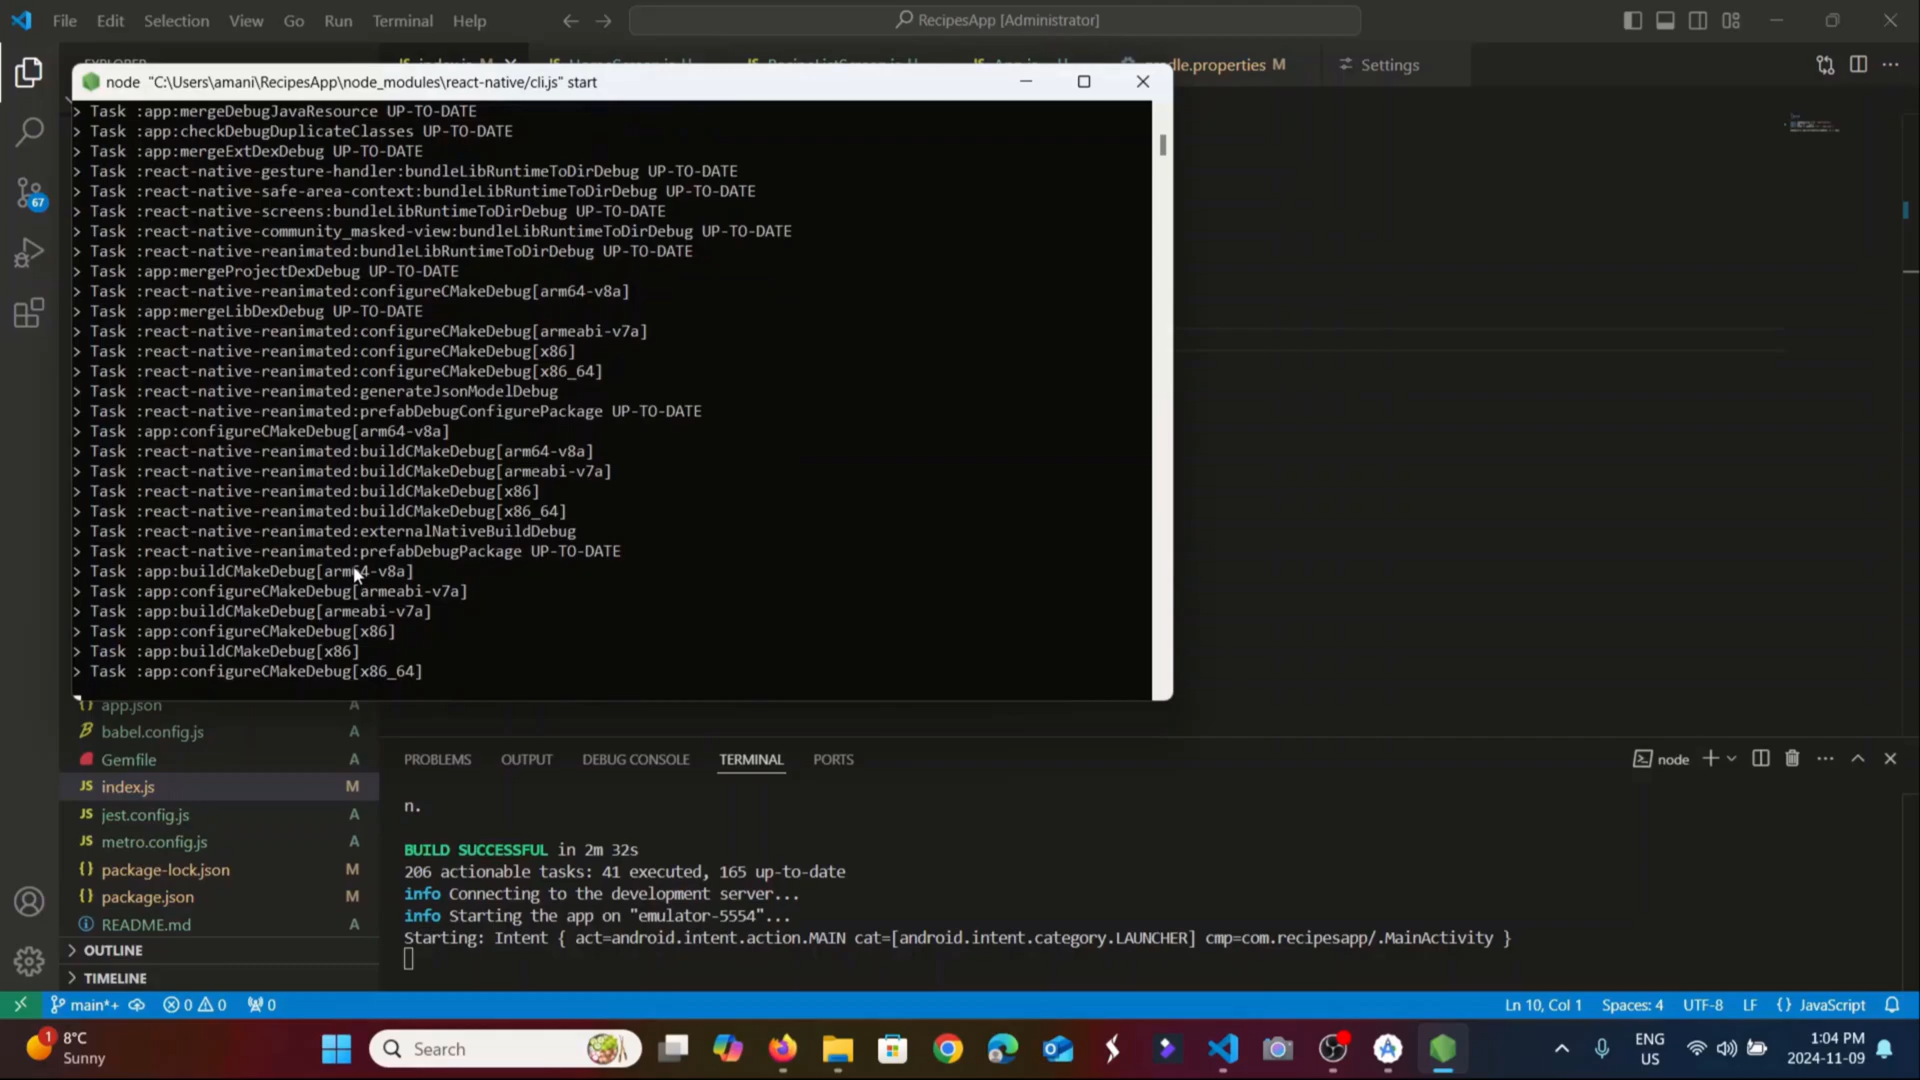 File Edit Selection View Go Run Terminal Help
RecipesApp [Administrator]
node "C:\Users\amani\RecipesApp\node_modules\react-native/cli.js" start
dle.properties M
Settings
> Task :app:mergeDebugJavaResource UP-TO-DATE
> Task :app:checkDebugDuplicateClasses UP-TO-DATE
> Task :app:mergeExtDexDebug UP-TO-DATE
> Task :react-native-gesture-handler:bundleLibRuntimeToDirDebug UP-TO-DATE
> Task :react-native-safe-area-context:bundleLibRuntimeToDirDebug UP-TO-DATE
> Task :react-native-screens:bundleLibRuntimeToDirDebug UP-TO-DATE
> Task :react-native-community_masked-view:bundleLibRuntimeToDirDebug UP-TO-DATE
> Task :react-native-reanimated:bundleLibRuntimeToDirDebug UP-TO-DATE
> Task :app:mergeProjectDexDebug UP-TO-DATE
> Task :react-native-reanimated:configureCMakeDebug[arm64-v8a]
> Task :app:mergeLibDexDebug UP-TO-DATE
> Task :react-native-reanimated:configureCMakeDebug[armeabi-v7a]
> Task :react-native-reanimated:configureCMakeDebug[x86]
> Task :react-native-reanimated:configureCMakeDebug[x86_64]
> Task :react-native-reanimated:generateJsonModelDebug
> Task :react-native-reanimated:prefabDebugConfigurePackage UP-TO-DATE
> Task :app:configureCMakeDebug[arm64-v8a]
> Task :react-native-reanimated:buildCMakeDebug[arm64-v8a]
> Task :react-native-reanimated:buildCMakeDebug[armeabi-v7a]
> Task :react-native-reanimated:buildCMakeDebug[x86]
> Task :react-native-reanimated:buildCMakeDebug[x86_64]
> Task :react-native-reanimated:externalNativeBuildDebug
> Task :react-native-reanimated:prefabDebugPackage UP-TO-DATE
> Task :app:buildCMakeDebug[arm64-v8a]
> Task :app:configureCMakeDebug[armeabi-v7a]
> Task :app:buildCMakeDebug[armeabi-v7a]
> Task :app:configureCMakeDebug[x86]
> Task :app:buildCMakeDebug[x86]
> Task :app:configureCMakeDebug[x86_64]
67
{} app.json A
babel.config.js A
Gemfile A
JS index.js M
JS jest.config.js A
JS metro.config.js A
{} package-lock.json M
{} package.json M
README.md A
OUTLINE
TIMELINE
PROBLEMS OUTPUT DEBUG CONSOLE TERMINAL PORTS
node
n.
BUILD SUCCESSFUL in 2m 32s
206 actionable tasks: 41 executed, 165 up-to-date
info Connecting to the development server...
info Starting the app on "emulator-5554"...
Starting: Intent { act=android.intent.action.MAIN cat=[android.intent.category.LAUNCHER] cmp=com.recipesapp/.MainActivity }
main*+ 0 0 0
Ln 10, Col 1 Spaces: 4 UTF-8 LF {} JavaScript
1
8°C
Sunny
Search
ENG
US
1:04 PM
2024-11-09